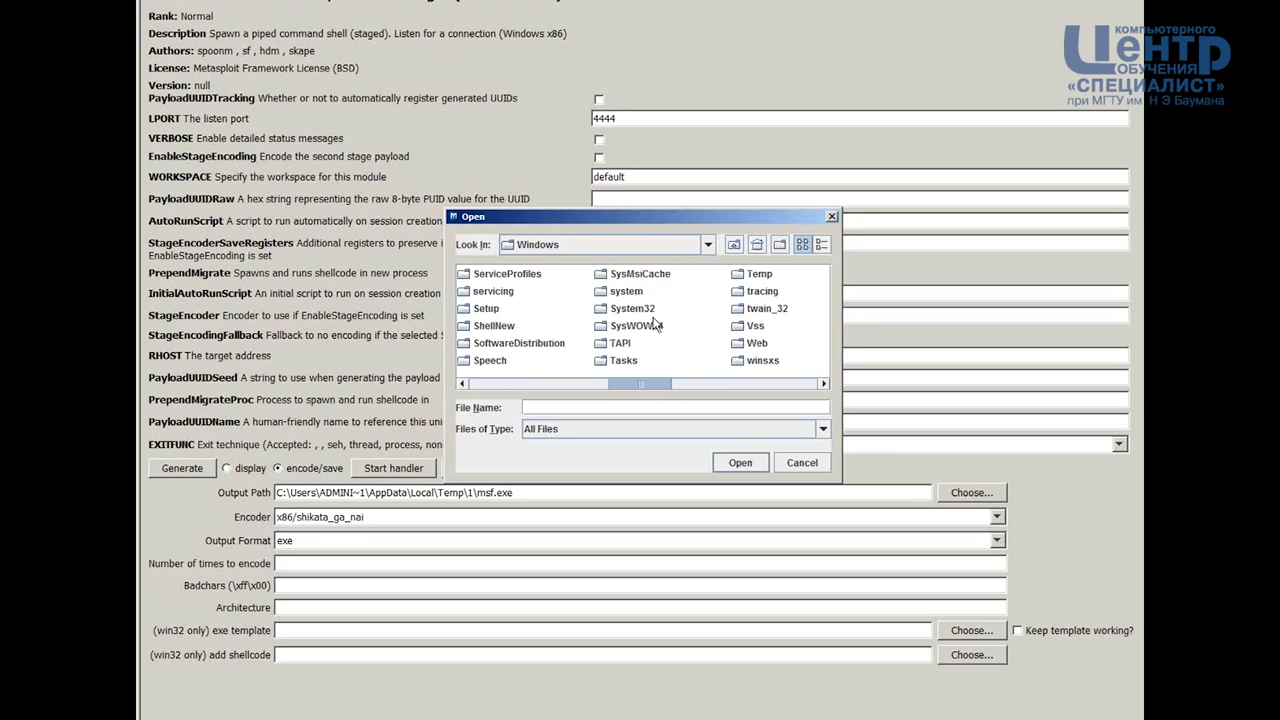 Rank: Normal
Description Spawn a piped command shell (staged). Listen for a connection (Windows x86)
Authors: spoonm , sf , hdm , skape
License: Metasploit Framework License (BSD)
Version: null
PayloadUUIDTracking Whether or not to automatically register generated UUIDs
LPORT The listen port
4444
VERBOSE Enable detailed status messages
EnableStageEncoding Encode the second stage payload
WORKSPACE Specify the workspace for this module
default
PayloadUUIDRaw A hex string representing the raw 8-byte PUID value for the UUID
AutoRunScript A script to run automatically on session creation
StageEncoderSaveRegisters Additional registers to preserve i
EnableStageEncoding is set
PrependMigrate Spawns and runs shellcode in new process
InitialAutoRunScript An initial script to run on session creation
StageEncoder Encoder to use if EnableStageEncoding is set
StageEncodingFallback Fallback to no encoding if the selected S
RHOST The target address
PayloadUUIDSeed A string to use when generating the payload
PrependMigrateProc Process to spawn and run shellcode in
PayloadUUIDName A human-friendly name to reference this uni
EXITFUNC Exit technique (Accepted: , , seh, thread, process, non
Generate
display
encode/save
Start handler
Output Path
C:\Users\ADMINI~1\AppData\Local\Temp\1\msf.exe
Choose...
Encoder
x86/shikata_ga_nai
Output Format
exe
Number of times to encode
Badchars (\xff\x00)
Architecture
(win32 only) exe template
Choose...
Keep template working?
(win32 only) add shellcode
Choose...
Open
Look In:
Windows
ServiceProfiles
servicing
Setup
ShellNew
SoftwareDistribution
Speech
SysMsiCache
system
System32
SysWOW64
TAPI
Tasks
Temp
tracing
twain_32
Vss
Web
winsxs
File Name:
Files of Type:
All Files
Open
Cancel
компьютерного
Центр
ОБУЧЕНИЯ
«СПЕЦИАЛИСТ»
при МГТУ им. Н Э Баумана